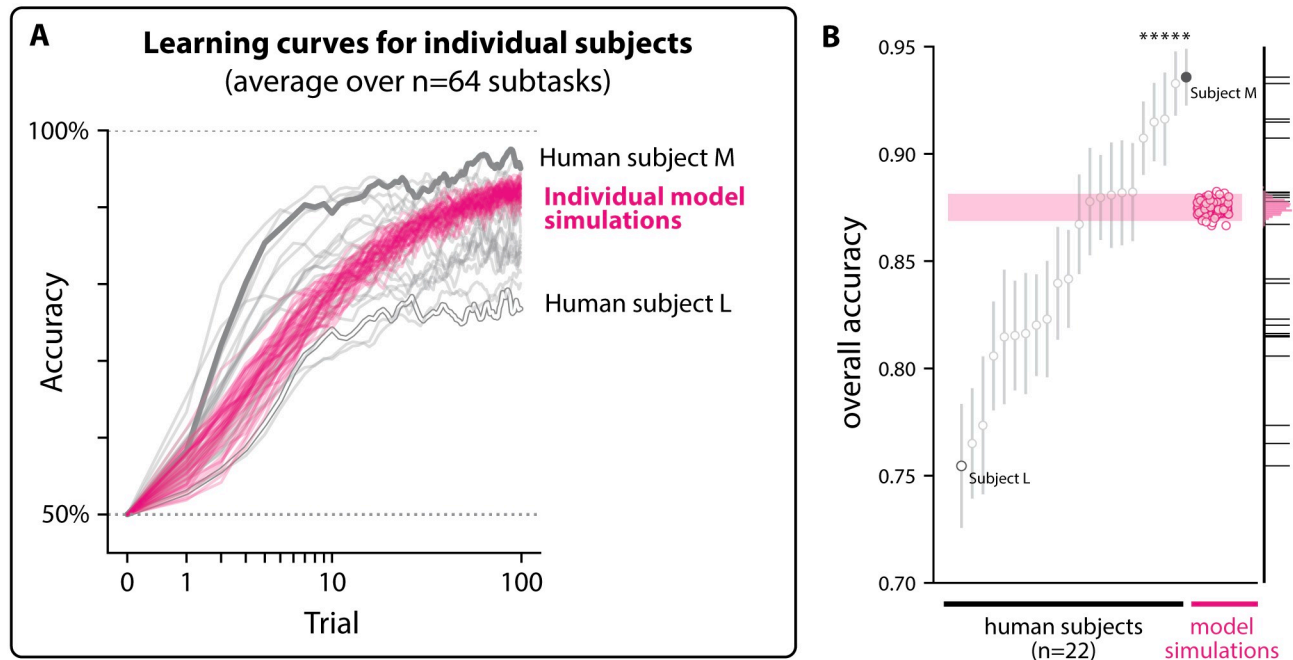 A
Learning curves for individual subjects
(average over n=64 subtasks)
100%
50%
Accuracy
0
1
10
100
Trial
Human subject M
Individual model
simulations
Human subject L
B
0.95
0.90
0.85
0.80
0.75
0.70
overall accuracy
*****
Subject M
Subject L
human subjects
(n=22)
model
simulations